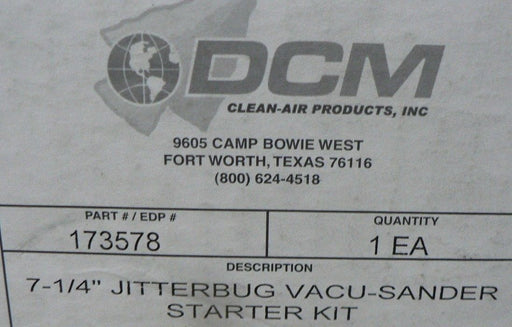 DCM
CLEAN-AIR PRODUCTS, INC
9605 CAMP BOWIE WEST
FORT WORTH, TEXAS 76116
(800) 624-4518
PART # / EDP #
173578
QUANTITY
1 EA
DESCRIPTION
7-1/4" JITTERBUG VACU-SANDER
STARTER KIT